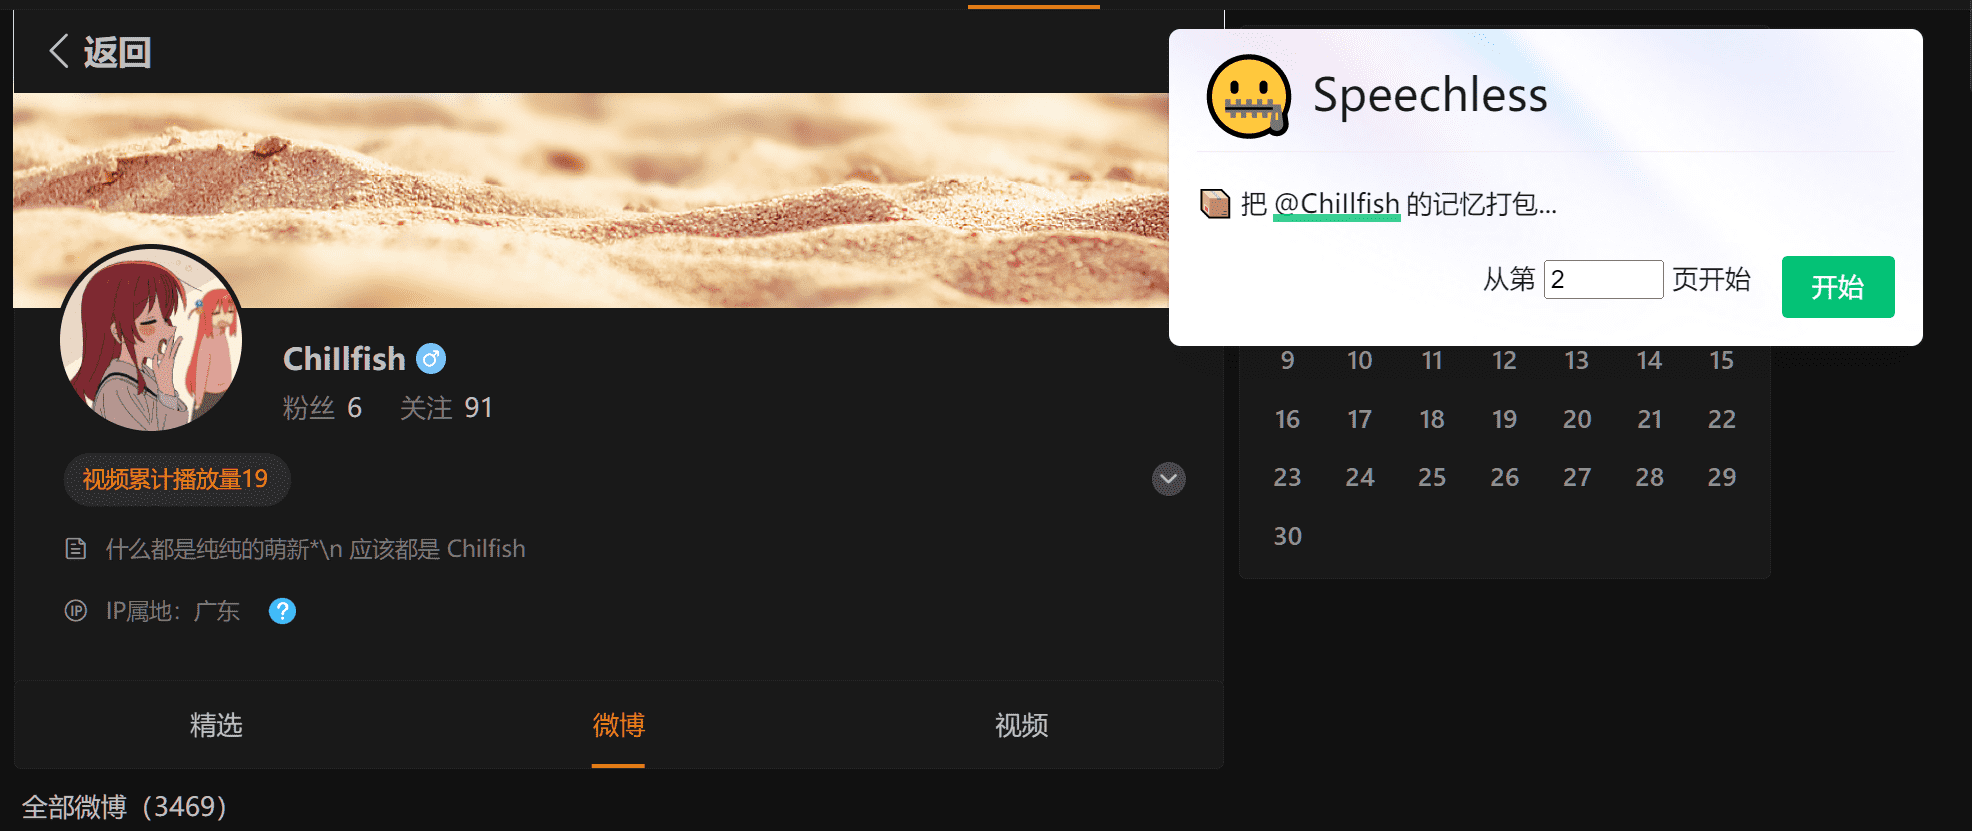 返回
Speechless
把 @Chillfish 的记忆打包...
从第 2 页开始 开始
Chillfish
粉丝 6 关注 91
视频累计播放量19
什么都是纯纯的萌新*\n 应该都是 Chilfish
IP IP属地：广东 ?
精选 微博 视频
全部微博（3469）
9 10 11 12 13 14 15
16 17 18 19 20 21 22
23 24 25 26 27 28 29
30